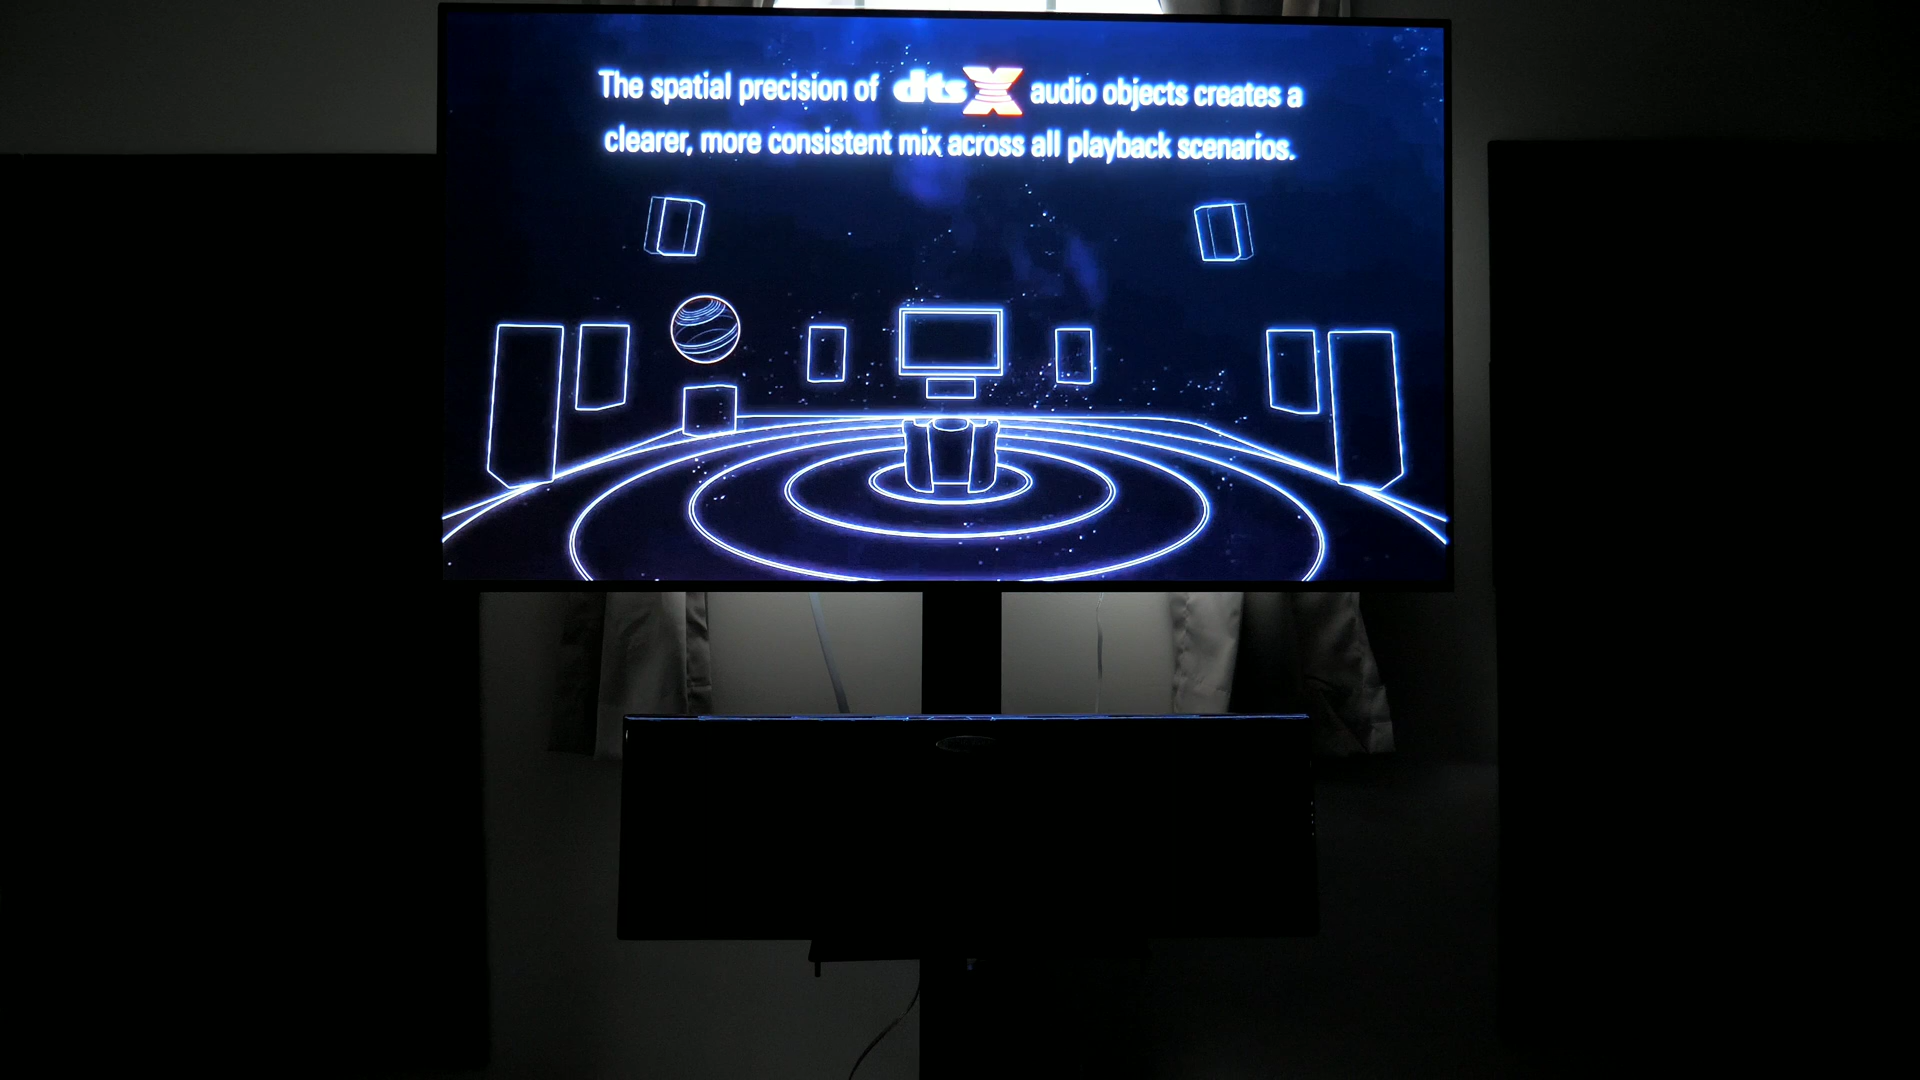 The spatial precision of dts X audio objects creates a
clearer, more consistent mix across all playback scenarios.